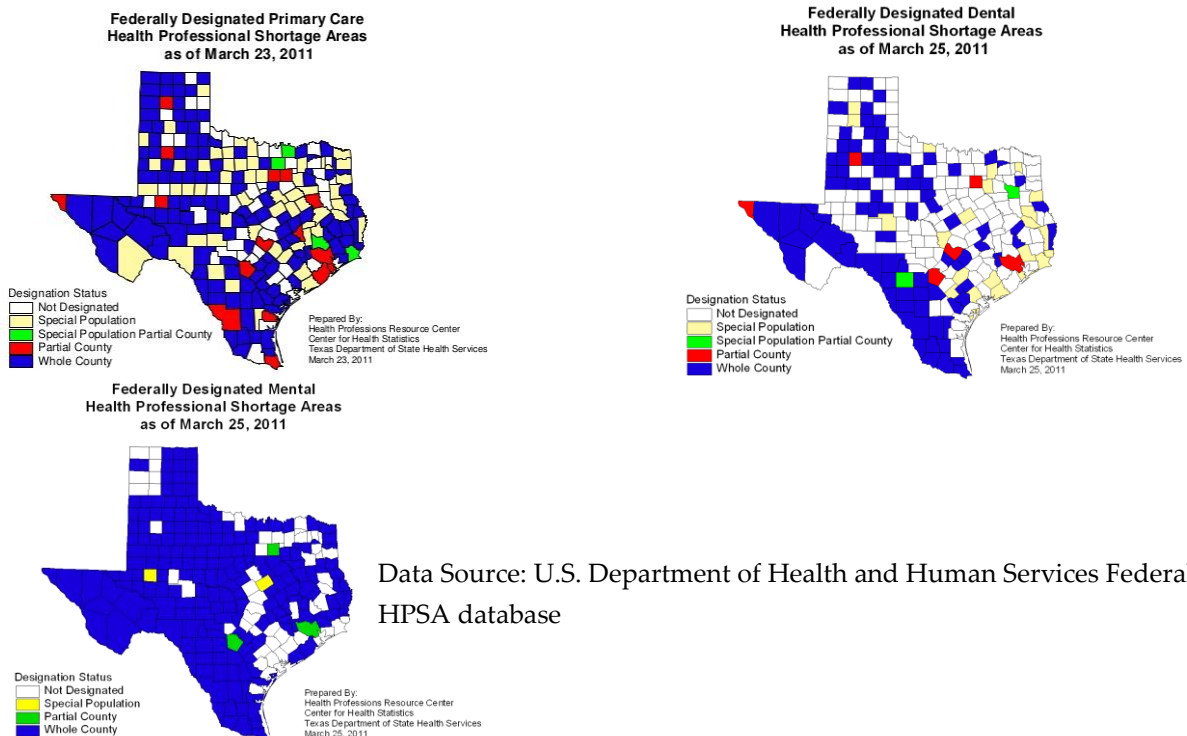 Federally Designated Primary Care
Health Professional Shortage Areas
as of March 23, 2011
Designation Status
Not Designated
Special Population
Special Population Partial County
Partial County
Whole County
Prepared By:
Health Professions Resource Center
Center for Health Statistics
Texas Department of State Health Services
March 23, 2011
Federally Designated Dental
Health Professional Shortage Areas
as of March 25, 2011
Designation Status
Not Designated
Special Population
Special Population Partial County
Partial County
Whole County
Prepared By:
Health Professions Resource Center
Center for Health Statistics
Texas Department of State Health Services
March 25, 2011
Federally Designated Mental
Health Professional Shortage Areas
as of March 25, 2011
Designation Status
Not Designated
Special Population
Partial County
Whole County
Prepared By:
Health Professions Resource Center
Center for Health Statistics
Texas Department of State Health Services
March 25, 2011
Data Source: U.S. Department of Health and Human Services Federal
HPSA database